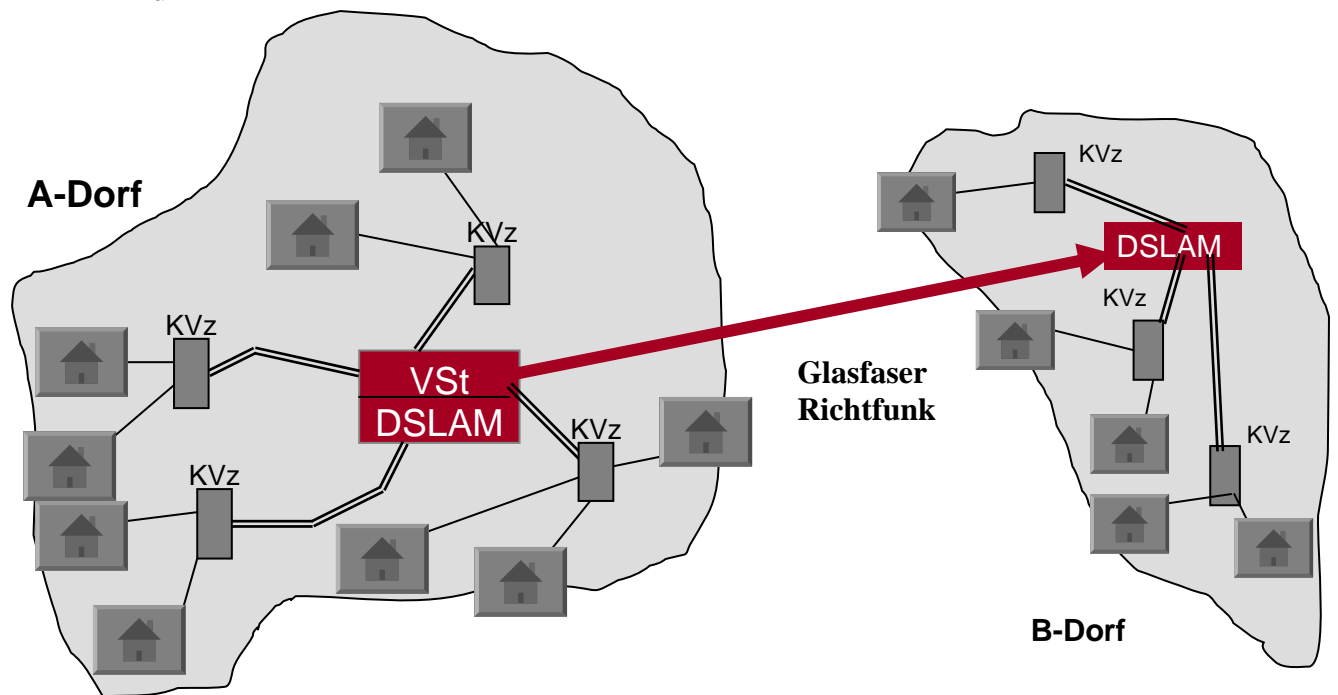 A-Dorf
KVz
KVz
VSt
DSLAM
KVz
KVz
Glasfaser
Richtfunk
KVz
DSLAM
KVz
KVz
B-Dorf